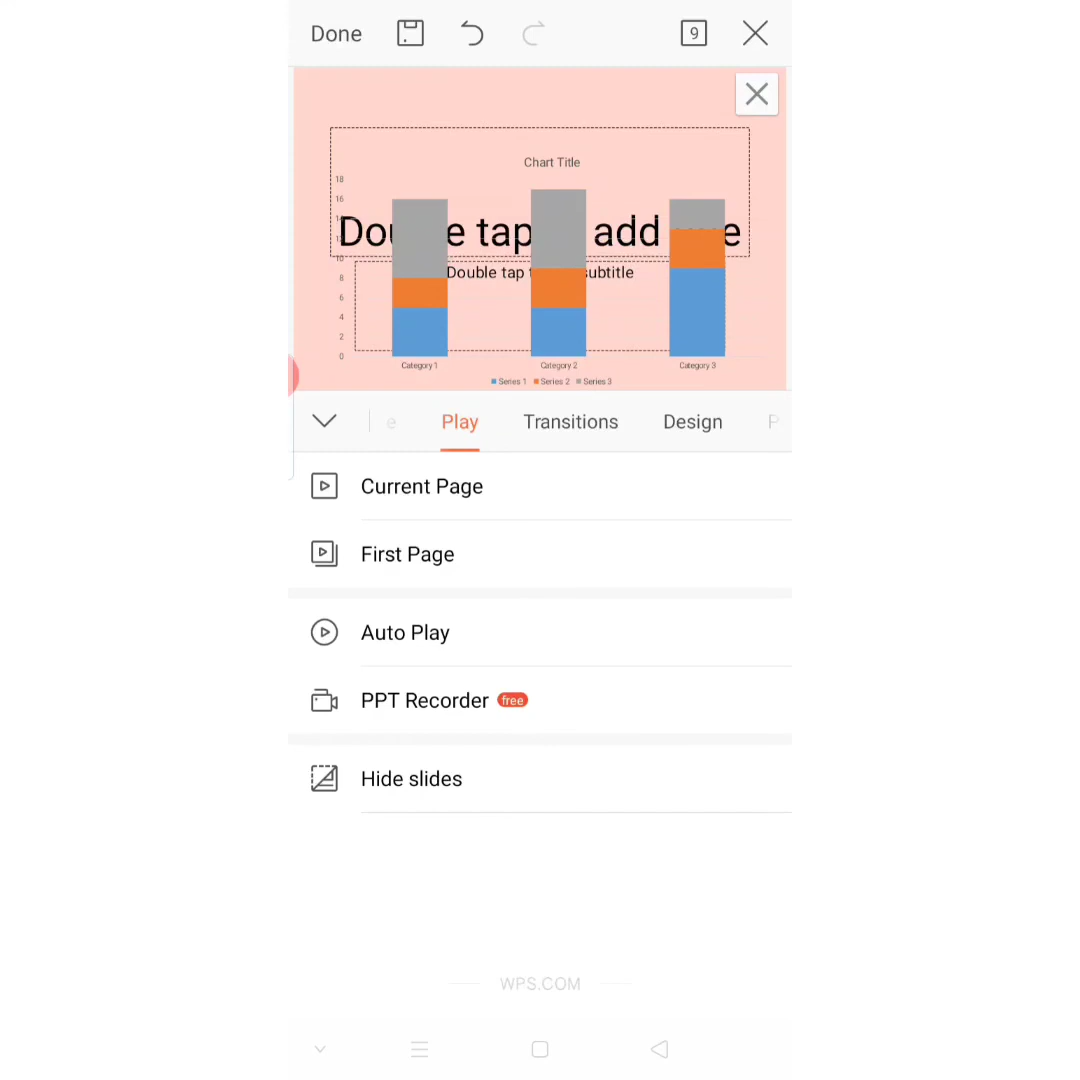 Done
9
Chart Title
18
16
14
10
8
6
4
2
0
Double tap add
Double tap subtitle
Category 1
Category 2
Category 3
Series 1
Series 2
Series 3
e
Play
Transitions
Design
P
Current Page
First Page
Auto Play
PPT Recorder free
Hide slides
WPS.COM